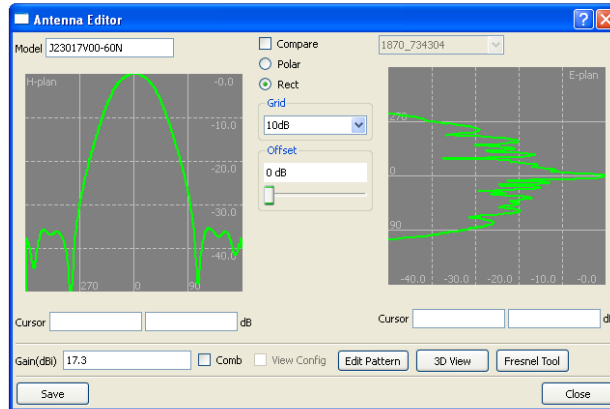 Antenna Editor
Model J23017V00-60N
Compare
1870_734304
Polar
Rect
H-plan
-0.0
-10.0
-20.0
-30.0
-40.0
270 0 90
Grid
10dB
Offset
0 dB
E-plan
270
0
90
-40.0 -30.0 -20.0 -10.0 -0.0
Cursor dB
Cursor dB
Gain(dBi) 17.3
Comb
View Config
Edit Pattern
3D View
Fresnel Tool
Save
Close